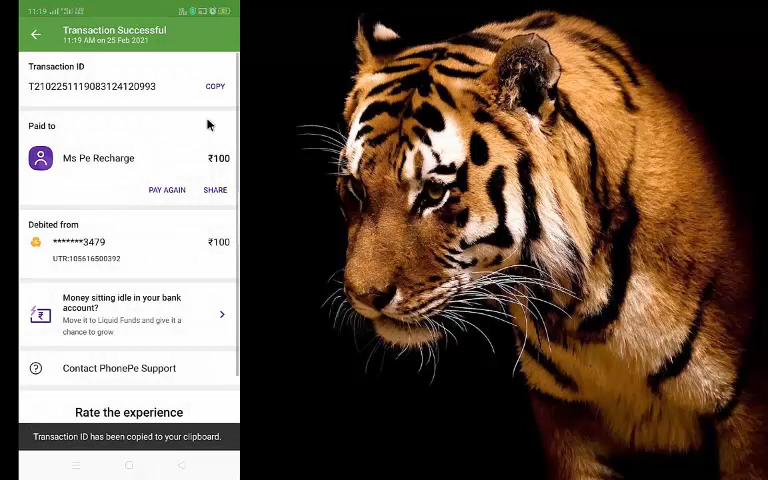 11:19
Transaction Successful
11:19 AM on 25 Feb 2021
Transaction ID
T2102251119083124120993 COPY
Paid to
Ms Pe Recharge ₹100
PAY AGAIN SHARE
Debited from
*******3479 ₹100
UTR:105616500392
Money sitting idle in your bank
account?
Move it to Liquid Funds and give it a
chance to grow
Contact PhonePe Support
Rate the experience
Transaction ID has been copied to your clipboard.